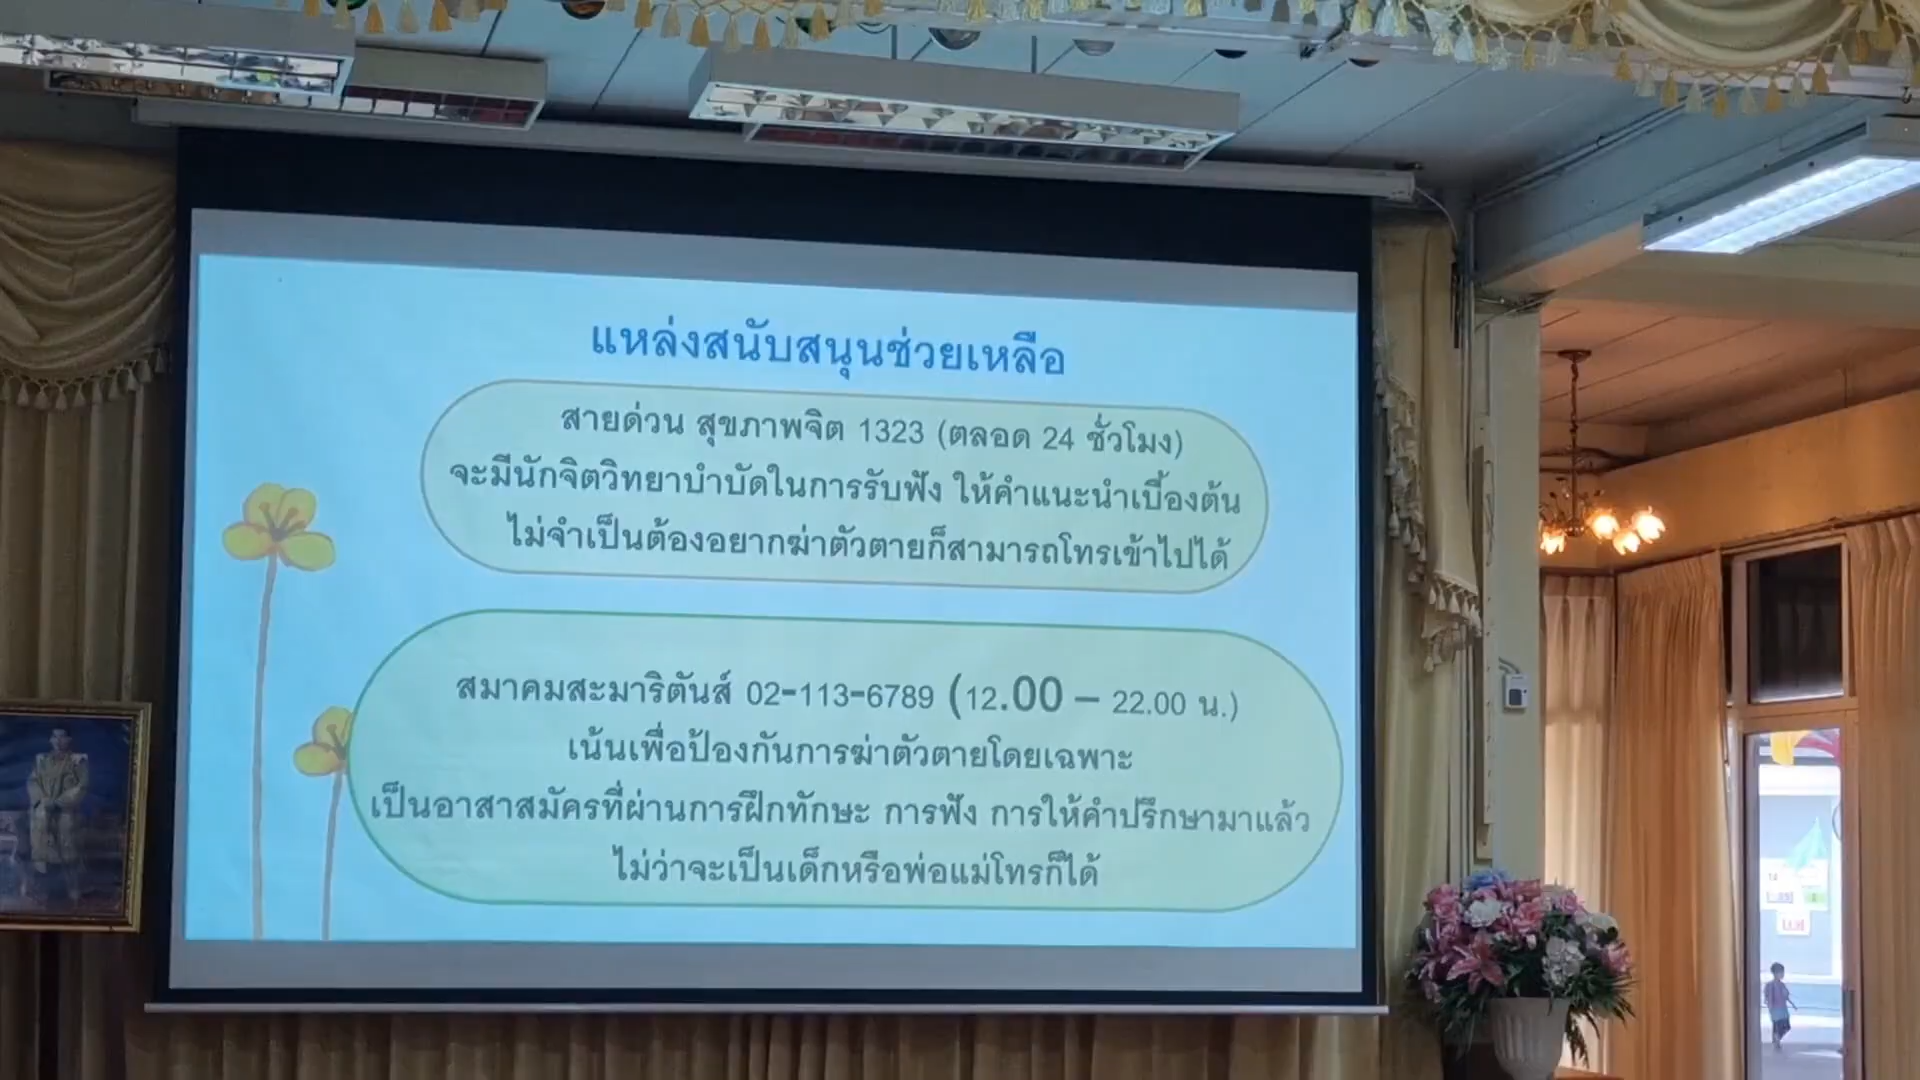 แหล่งสนับสนุนช่วยเหลือ
สายด่วน สุขภาพจิต 1323 (ตลอด 24 ชั่วโมง)
จะมีนักจิตวิทยาบำบัดในการรับฟัง ให้คำแนะนำเบื้องต้น
ไม่จำเป็นต้องอยากฆ่าตัวตายก็สามารถโทรเข้าไปได้
สมาคมสะมาริตันส์ 02-113-6789 (12.00 – 22.00 น.)
เน้นเพื่อป้องกันการฆ่าตัวตายโดยเฉพาะ
เป็นอาสาสมัครที่ผ่านการฝึกทักษะ การฟัง การให้คำปรึกษามาแล้ว
ไม่ว่าจะเป็นเด็กหรือพ่อแม่โทรก็ได้